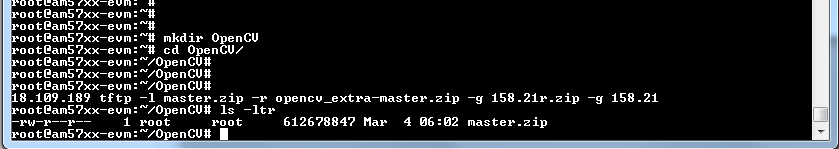 root@am57xx-evm:~#
root@am57xx-evm:~#
root@am57xx-evm:~#
root@am57xx-evm:~# mkdir OpenCV
root@am57xx-evm:~# cd OpenCV/
root@am57xx-evm:~/OpenCV#
root@am57xx-evm:~/OpenCV#
18.109.189 tftp -l master.zip -r opencv_extra-master.zip -g 158.21r.zip -g 158.21
root@am57xx-evm:~/OpenCV# ls -ltr
-rw-r--r-- 1 root root 612678847 Mar 4 06:02 master.zip
root@am57xx-evm:~/OpenCV#